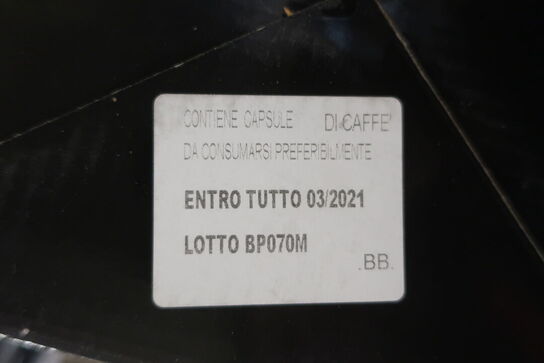 CONTIENE CAPSULE DI CAFFE'
DA CONSUMARSI PREFERIBILMENTE
ENTRO TUTTO 03/2021
LOTTO BP070M
.BB.